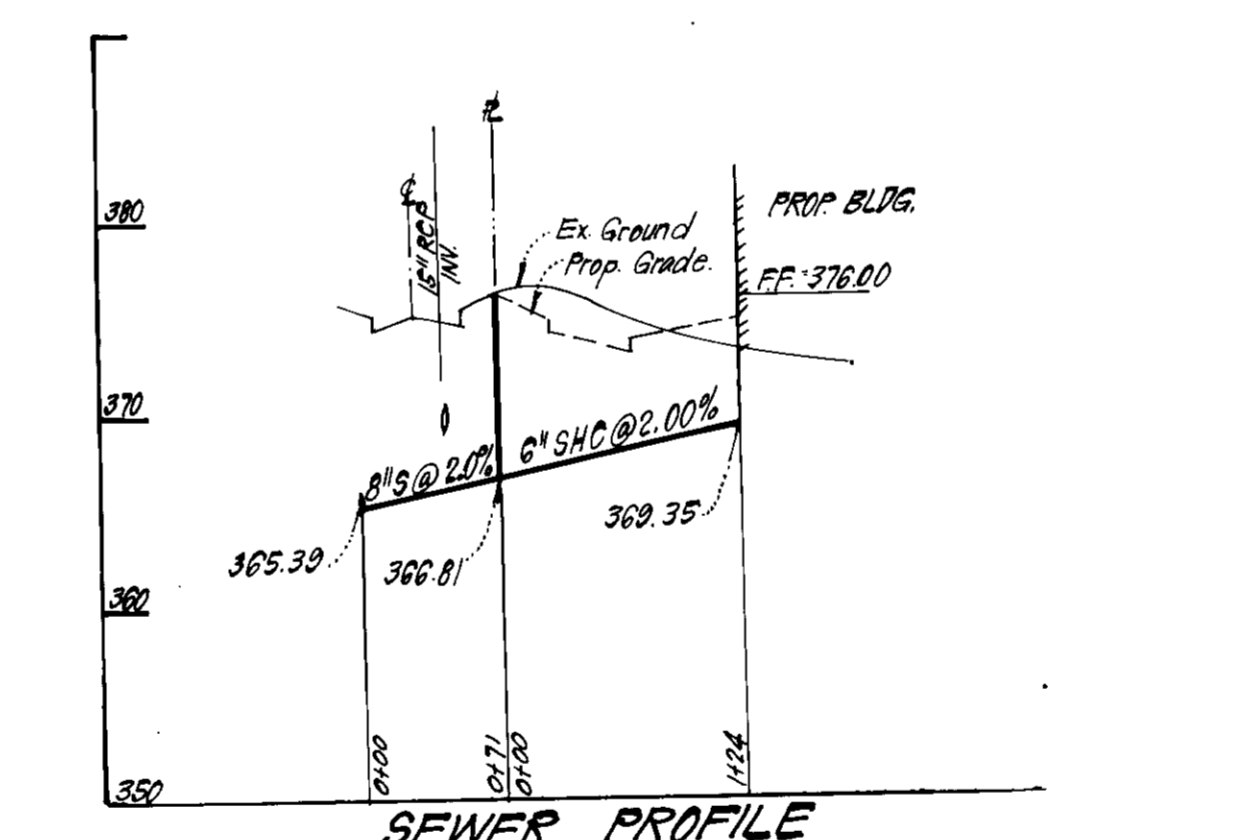 ℄
℄
15" RCP
INV.
PROP. BLDG.
380
Ex. Ground
Prop. Grade.
F.F. = 376.00
370
8"S @ 2.0%
6" SHC @ 2.00%
369.35
365.39
366.81
360
0+00
0+71
0+00
1+24
350
SEWER PROFILE